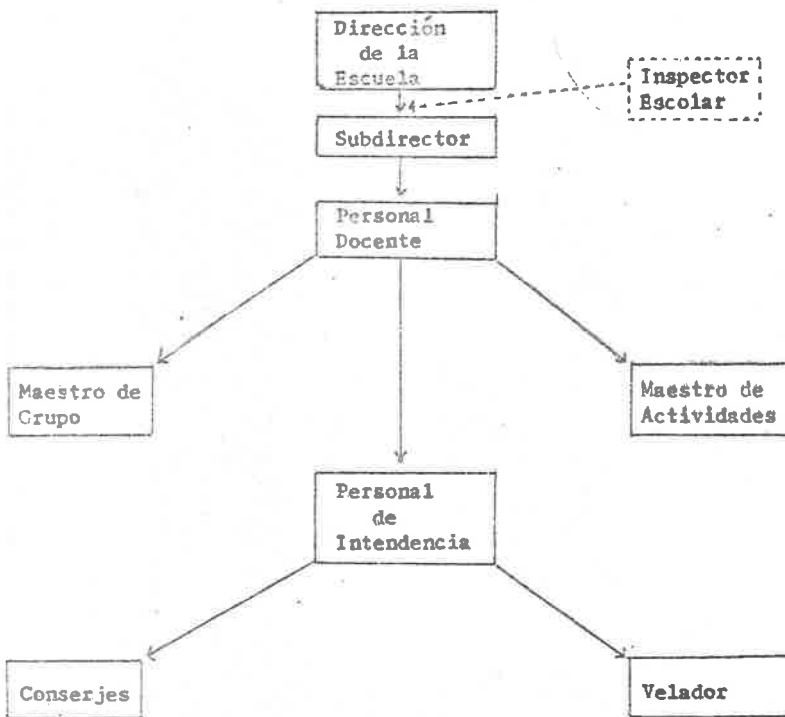 Dirección
de la
Escuela
Inspector
Escolar
Subdirector
Personal
Docente
Maestro de
Grupo
Maestro de
Actividades
Personal
de
Intendencia
Conserjes
Velador